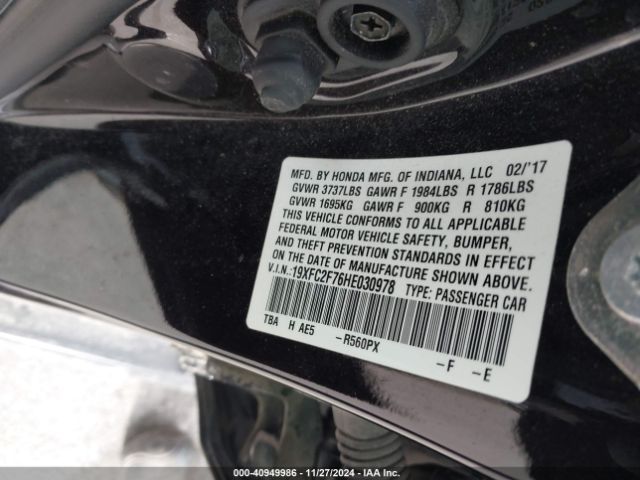 MFD. BY HONDA MFG. OF INDIANA, LLC 02/'17
GVWR 3737LBS GAWR F 1984LBS R 1786LBS
GVWR 1695KG GAWR F 900KG R 810KG
THIS VEHICLE CONFORMS TO ALL APPLICABLE
FEDERAL MOTOR VEHICLE SAFETY, BUMPER,
AND THEFT PREVENTION STANDARDS IN EFFECT
ON THE DATE OF MANUFACTURE SHOWN ABOVE.
V.I.N.:19XFC2F76HE030978 TYPE: PASSENGER CAR
TBA H AE5 -R560PX -F -E
000-40949986 - 11/27/2024 - IAA Inc.